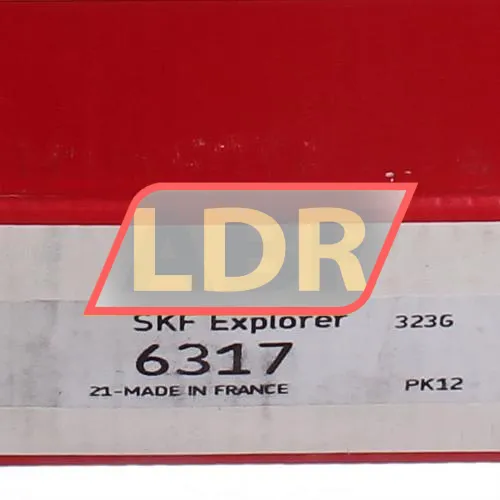 LDR
SKF Explorer 323G
6317
21-MADE IN FRANCE PK12